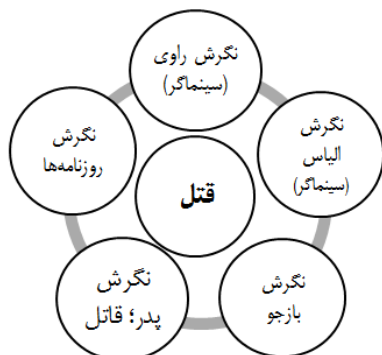 نگرش راوی
(سینماگر)
نگرش
الیاس
(سینماگر)
نگرش
روزنامه‌ها
قتل
نگرش
بازجو
نگرش
پدر؛ قاتل